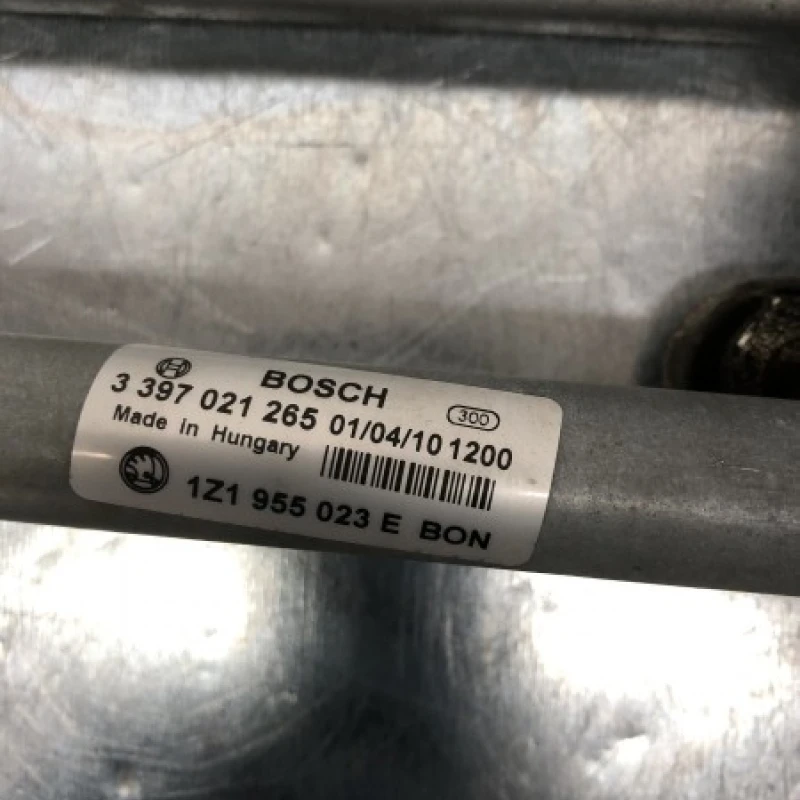 BOSCH
3 397 021 265 01/04/10 1200
300
Made in Hungary
1Z1 955 023 E BON